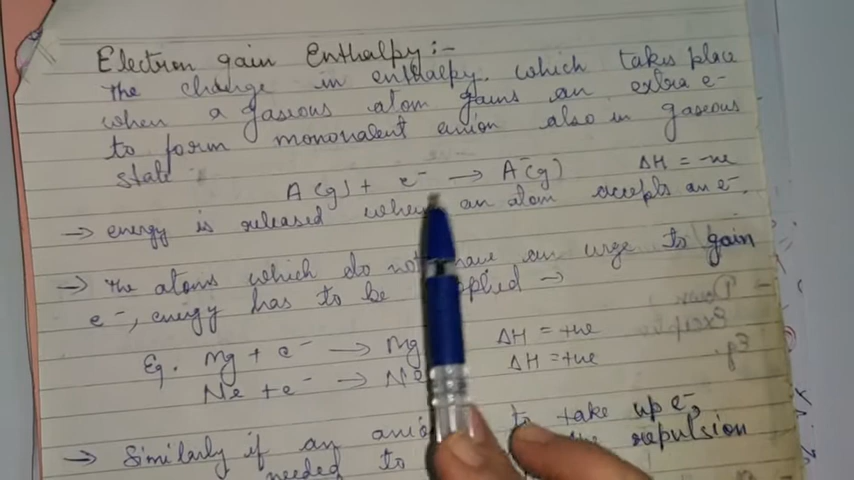 Electron gain Enthalpy:-
The change in enthalpy which takes place
when a gaseous atom gains an extra e-
to form monovalent anion also in gaseous
state
A(g) + e⁻ → A⁻(g) ΔH = -ve
→ energy is released when an atom accepts an e⁻.
→ The atoms which do not have an urge to gain
e⁻, energy has to be →
Eg. Mg + e⁻ → Mg ΔH = +ve
Ne + e⁻ → Ne ΔH = +ve
→ Similarly if an to take up e⁻,
needed to the repulsion